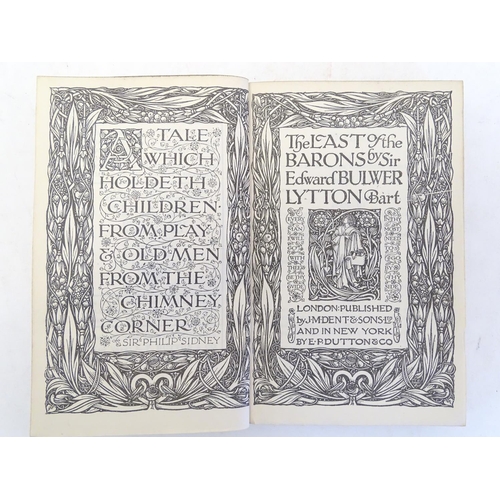 A TALE
WHICH
HOLDETH
CHILDREN
FROM PLAY
& OLD MEN
FROM THE
CHIMNEY
CORNER
SIR PHILIP SIDNEY
The LAST of the
BARONS by Sir
Edward BULWER
LYTTON Bart
LONDON: PUBLISHED
by J.M. DENT & SONS LTD
AND IN NEW YORK
BY E.P. DUTTON & CO